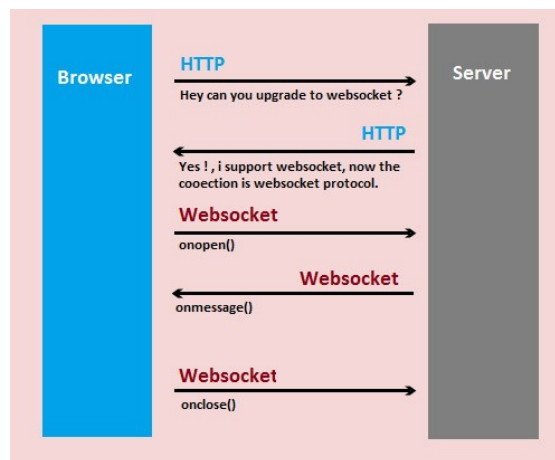 Browser
Server
HTTP
Hey can you upgrade to websocket ?
HTTP
Yes ! , i support websocket, now the
cooection is websocket protocol.
Websocket
onopen()
Websocket
onmessage()
Websocket
onclose()